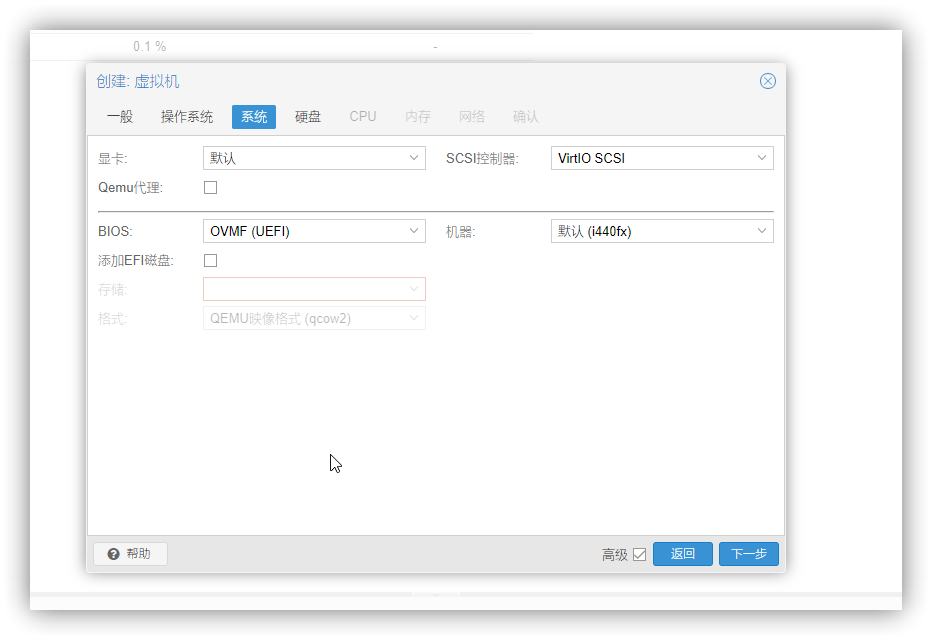 0.1 % -
创建: 虚拟机
一般 操作系统 系统 硬盘 CPU 内存 网络 确认
显卡: 默认 SCSI控制器: VirtIO SCSI
Qemu代理:
BIOS: OVMF (UEFI) 机器: 默认 (i440fx)
添加EFI磁盘:
存储:
格式: QEMU映像格式 (qcow2)
帮助 高级 返回 下一步